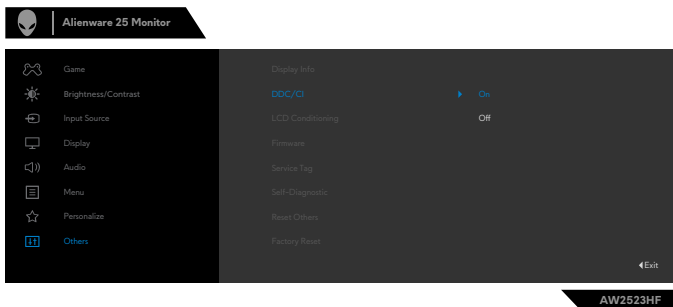 Alienware 25 Monitor
Game Display Info
Brightness/Contrast DDC/CI On
Input Source LCD Conditioning Off
Display Firmware
Audio Service Tag
Menu Self-Diagnostic
Personalize Reset Others
Others Factory Reset
Exit
AW2523HF